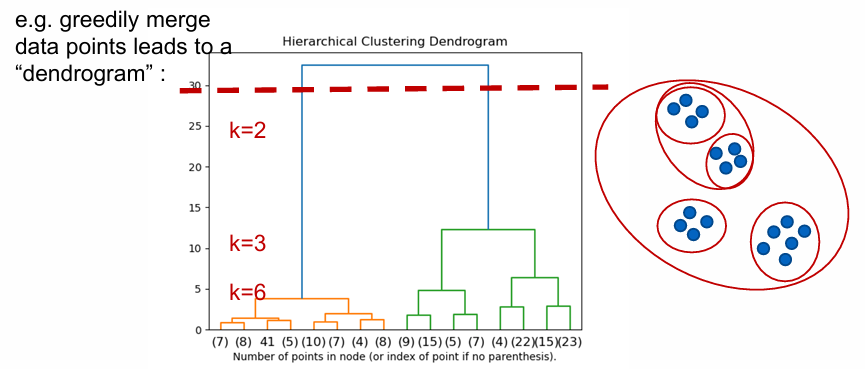 e.g. greedily merge
data points leads to a
“dendrogram” :
Hierarchical Clustering Dendrogram
30
25
20
15
10
5
0
k=2
k=3
k=6
(7) (8) 41 (5) (10) (7) (4) (8) (9) (15) (5) (7) (4) (22)(15)(23)
Number of points in node (or index of point if no parenthesis).